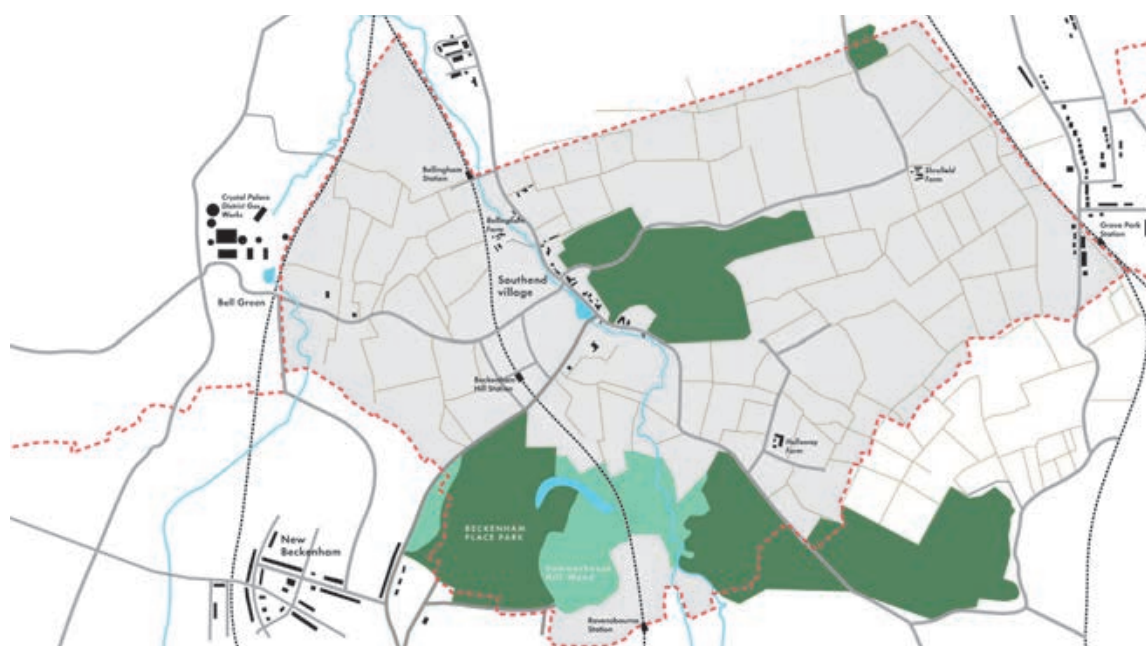 Bellingham
Station
Shroffield
Farm
Crystal Palace
District Gas
Works
Bellingham
Farm
Grove Park
Station
Southend
village
Bell Green
Beckenham
Hill Station
Holloway
Farm
BECKENHAM
PLACE PARK
New
Beckenham
Summerhouse
Hill Wood
Ravensbourne
Station